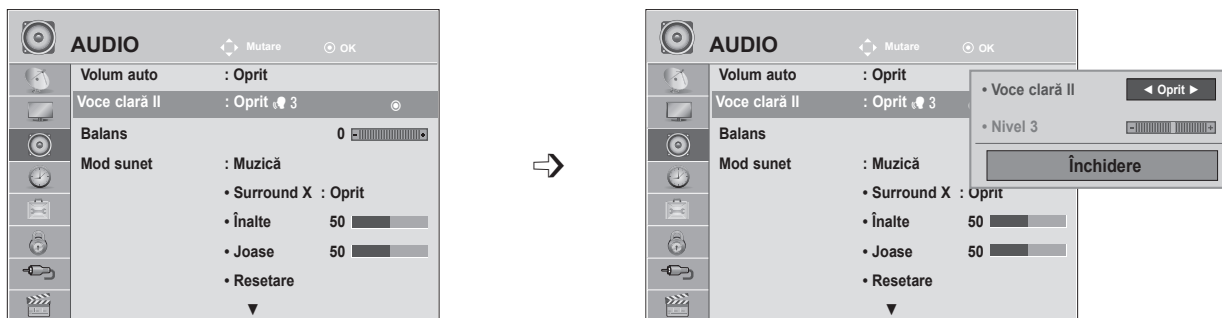 AUDIO
Mutare
OK
Volum auto : Oprit
Voce clară II : Oprit 3
Balans 0 - +
Mod sunet : Muzică
• Surround X : Oprit
• Înalte 50
• Joase 50
• Resetare
▼
AUDIO
Mutare
OK
Volum auto : Oprit
Voce clară II : Oprit 3
Balans
Mod sunet : Muzică
• Surround X : Oprit
• Înalte 50
• Joase 50
• Resetare
▼
• Voce clară II ◄ Oprit ►
• Nivel 3 - +
Închidere